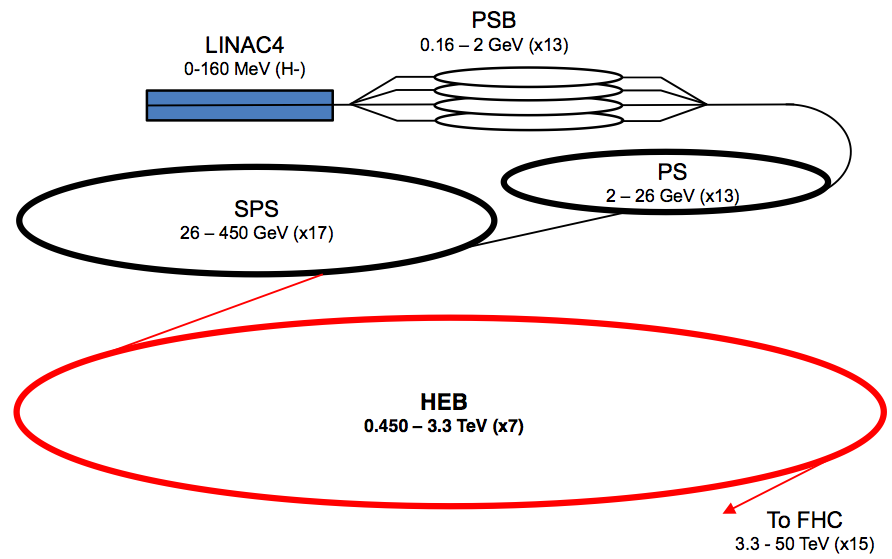 LINAC4
0-160 MeV (H-)
PSB
0.16 – 2 GeV (x13)
PS
2 – 26 GeV (x13)
SPS
26 – 450 GeV (x17)
HEB
0.450 – 3.3 TeV (x7)
To FHC
3.3 - 50 TeV (x15)